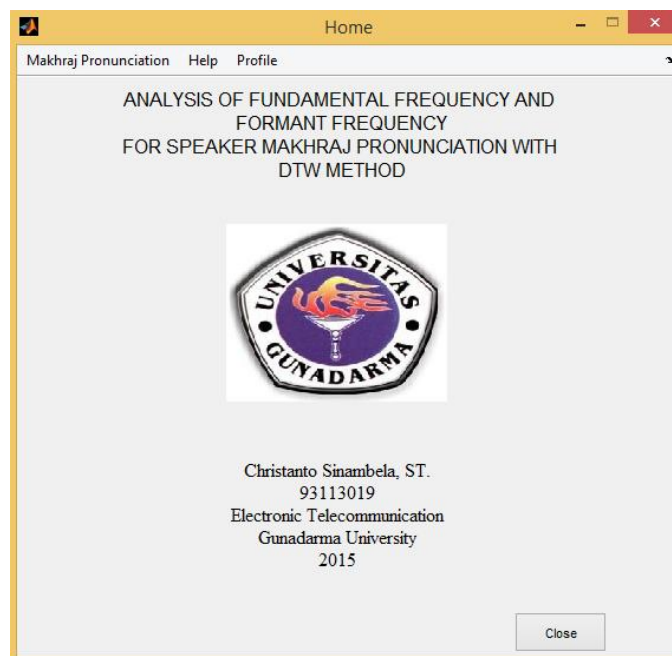 Home
Makhraj Pronunciation Help Profile
ANALYSIS OF FUNDAMENTAL FREQUENCY AND
FORMANT FREQUENCY
FOR SPEAKER MAKHRAJ PRONUNCIATION WITH
DTW METHOD
UNIVERSITAS
GUNADARMA
Christanto Sinambela, ST.
93113019
Electronic Telecommunication
Gunadarma University
2015
Close